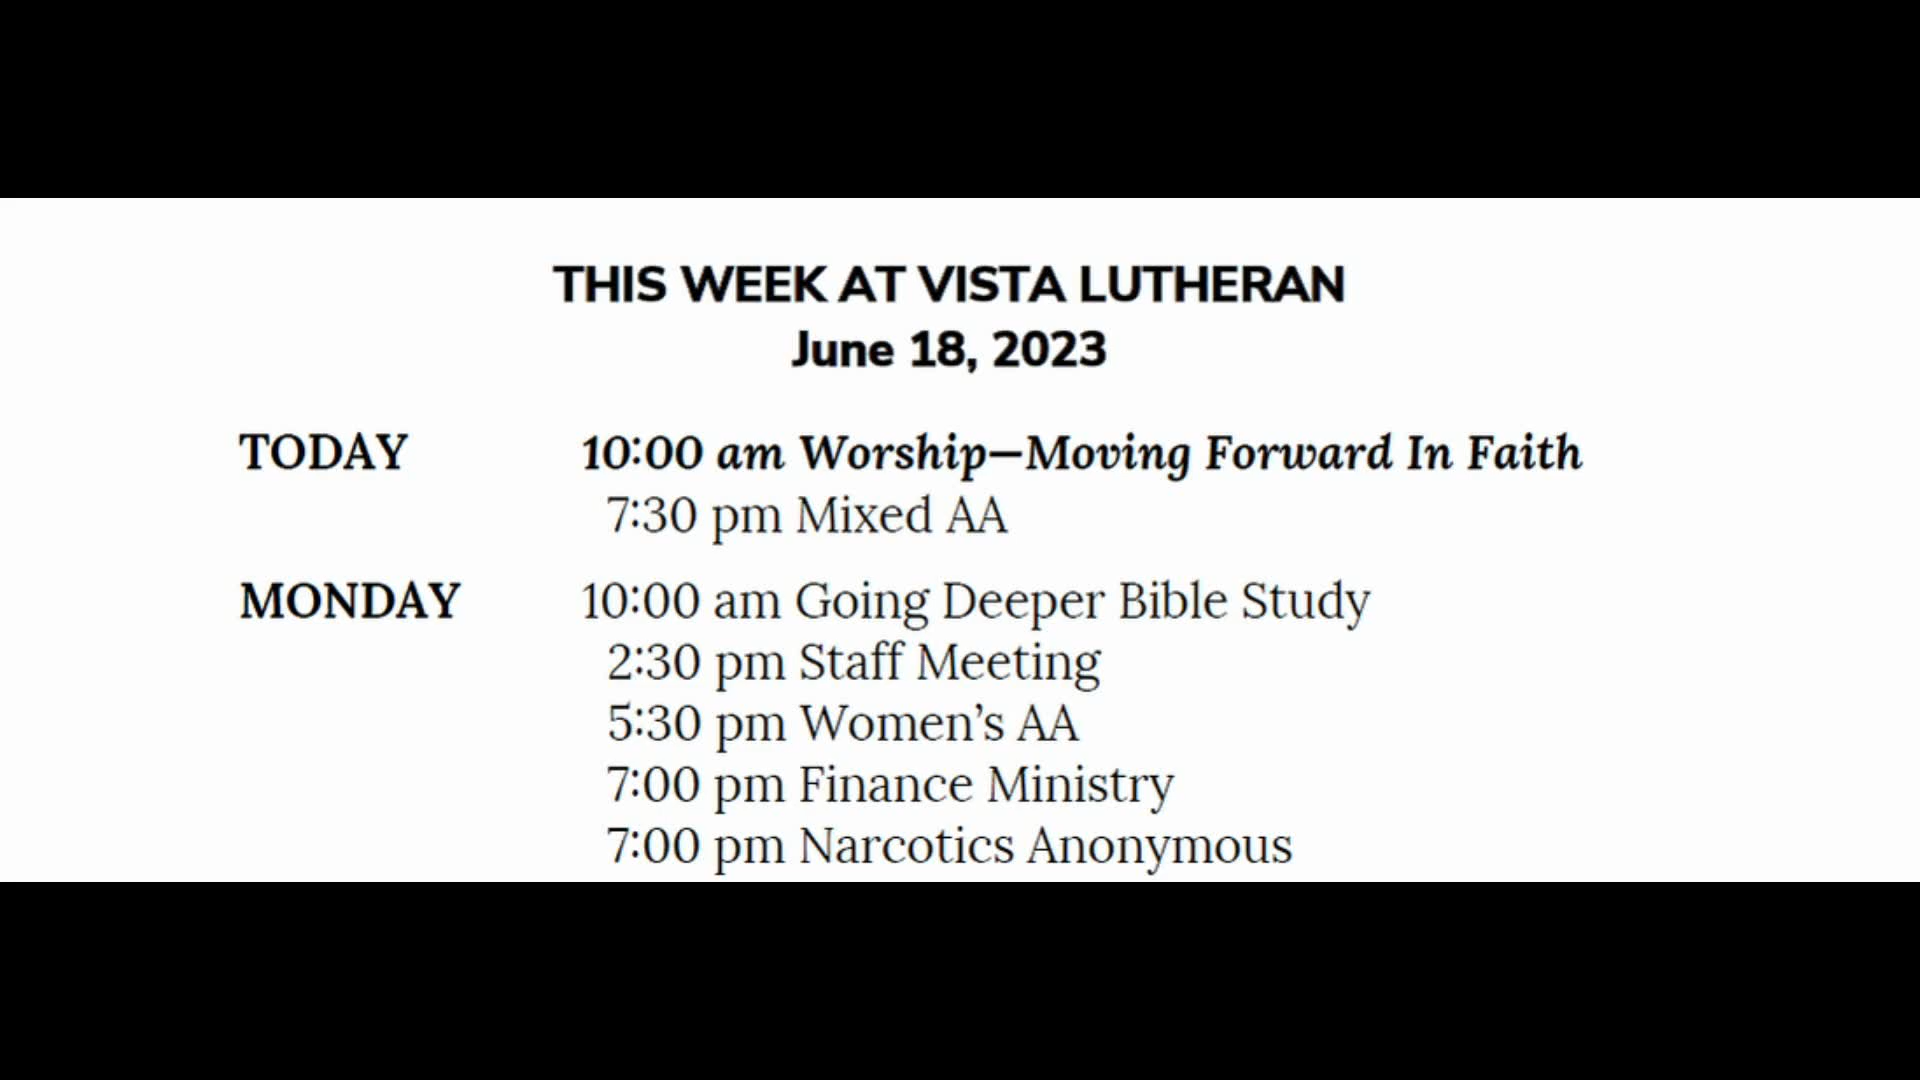 THIS WEEK AT VISTA LUTHERAN
June 18, 2023
TODAY 10:00 am Worship—Moving Forward In Faith
7:30 pm Mixed AA
MONDAY 10:00 am Going Deeper Bible Study
2:30 pm Staff Meeting
5:30 pm Women’s AA
7:00 pm Finance Ministry
7:00 pm Narcotics Anonymous